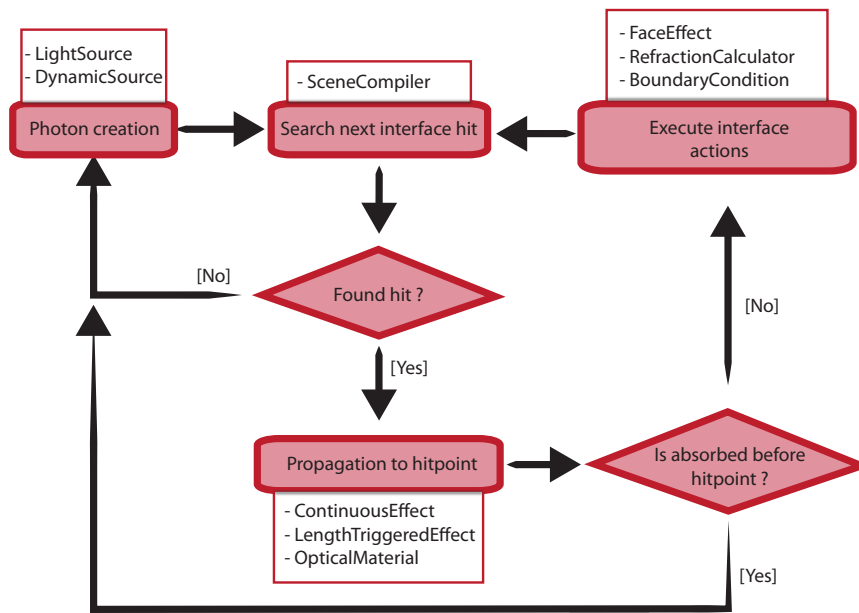 - LightSource
- DynamicSource
Photon creation
- SceneCompiler
Search next interface hit
- FaceEffect
- RefractionCalculator
- BoundaryCondition
Execute interface
actions
[No]
Found hit ?
[No]
[Yes]
Propagation to hitpoint
- ContinuousEffect
- LengthTriggeredEffect
- OpticalMaterial
Is absorbed before
hitpoint ?
[Yes]